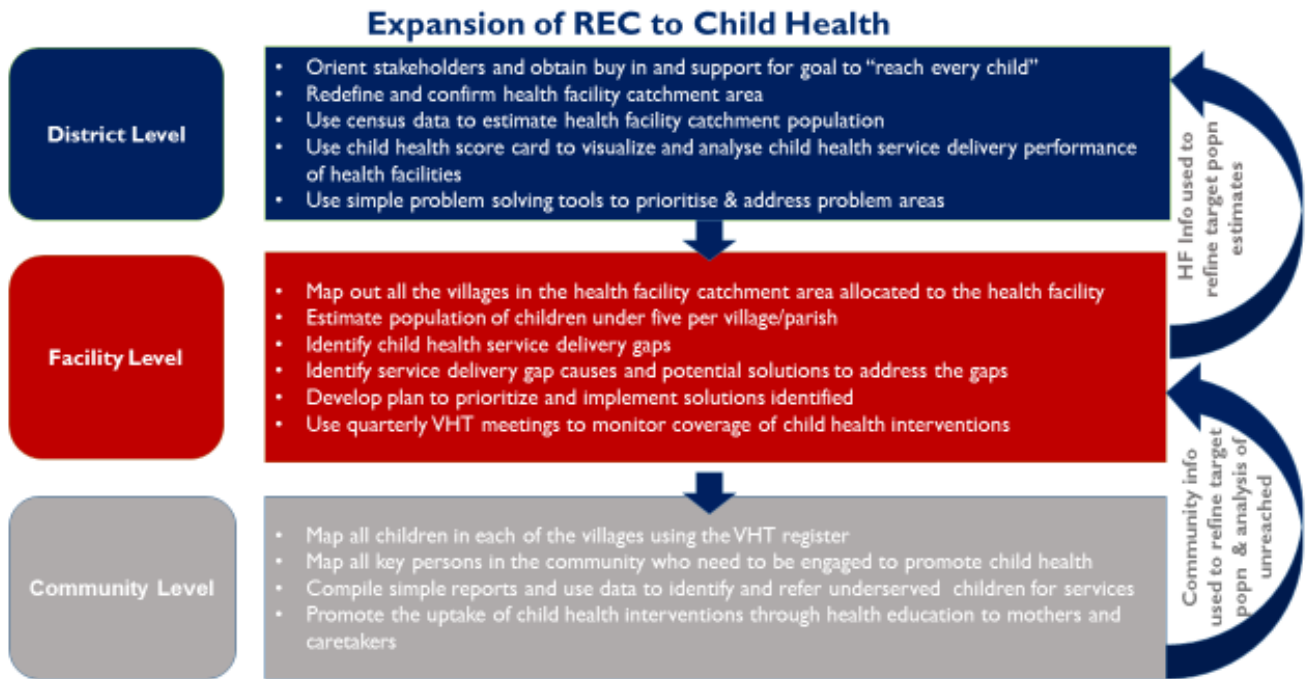 Expansion of REC to Child Health
District Level
• Orient stakeholders and obtain buy in and support for goal to “reach every child”
• Redefine and confirm health facility catchment area
• Use census data to estimate health facility catchment population
• Use child health score card to visualize and analyse child health service delivery performance
of health facilities
• Use simple problem solving tools to prioritise & address problem areas
HF Info used to
refine target popn
estimates
Facility Level
• Map out all the villages in the health facility catchment area allocated to the health facility
• Estimate population of children under five per village/parish
• Identify child health service delivery gaps
• Identify service delivery gap causes and potential solutions to address the gaps
• Develop plan to prioritize and implement solutions identified
• Use quarterly VHT meetings to monitor coverage of child health interventions
Community info
used to refine target
popn & analysis of
unreached
Community Level
• Map all children in each of the villages using the VHT register
• Map all key persons in the community who need to be engaged to promote child health
• Compile simple reports and use data to identify and refer underserved children for services
• Promote the uptake of child health interventions through health education to mothers and
caretakers